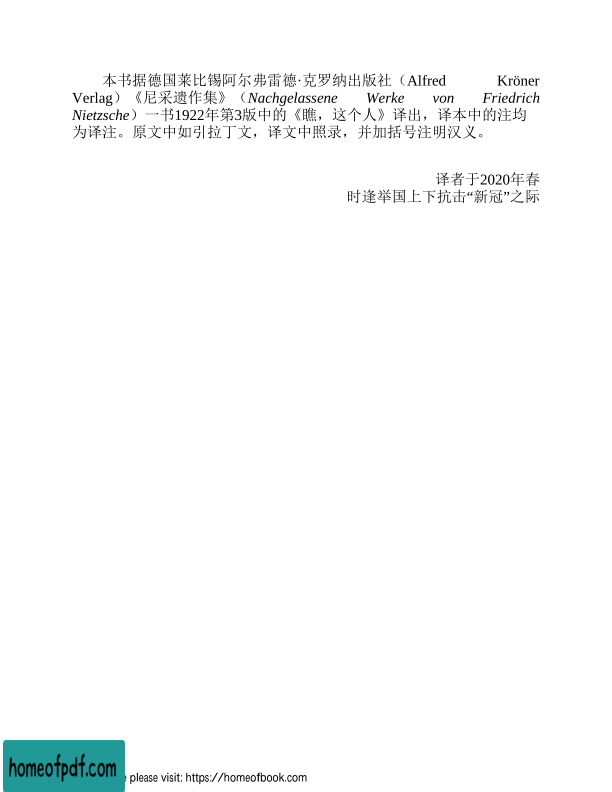 本书据德国莱比锡阿尔弗雷德·克罗纳出版社（Alfred Kröner
Verlag）《尼采遗作集》（Nachgelassene Werke von Friedrich
Nietzsche）一书1922年第3版中的《瞧，这个人》译出，译本中的注均
为译注。原文中如引拉丁文，译文中照录，并加括号注明汉义。
译者于2020年春
时逢举国上下抗击“新冠”之际
homeofpdf.com
please visit: https://homeofbook.com